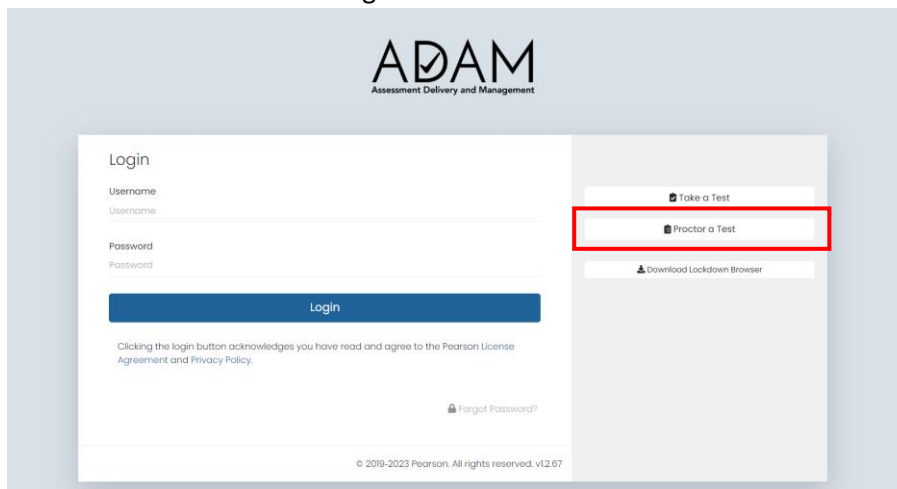 ADAM
Assessment Delivery and Management
Login
Username
Username
Password
Password
Login
Clicking the login button acknowledges you have read and agree to the Pearson License
Agreement and Privacy Policy.
Forgot Password?
© 2019-2023 Pearson. All rights reserved. v1.2.67
Take a Test
Proctor a Test
Download Lockdown Browser